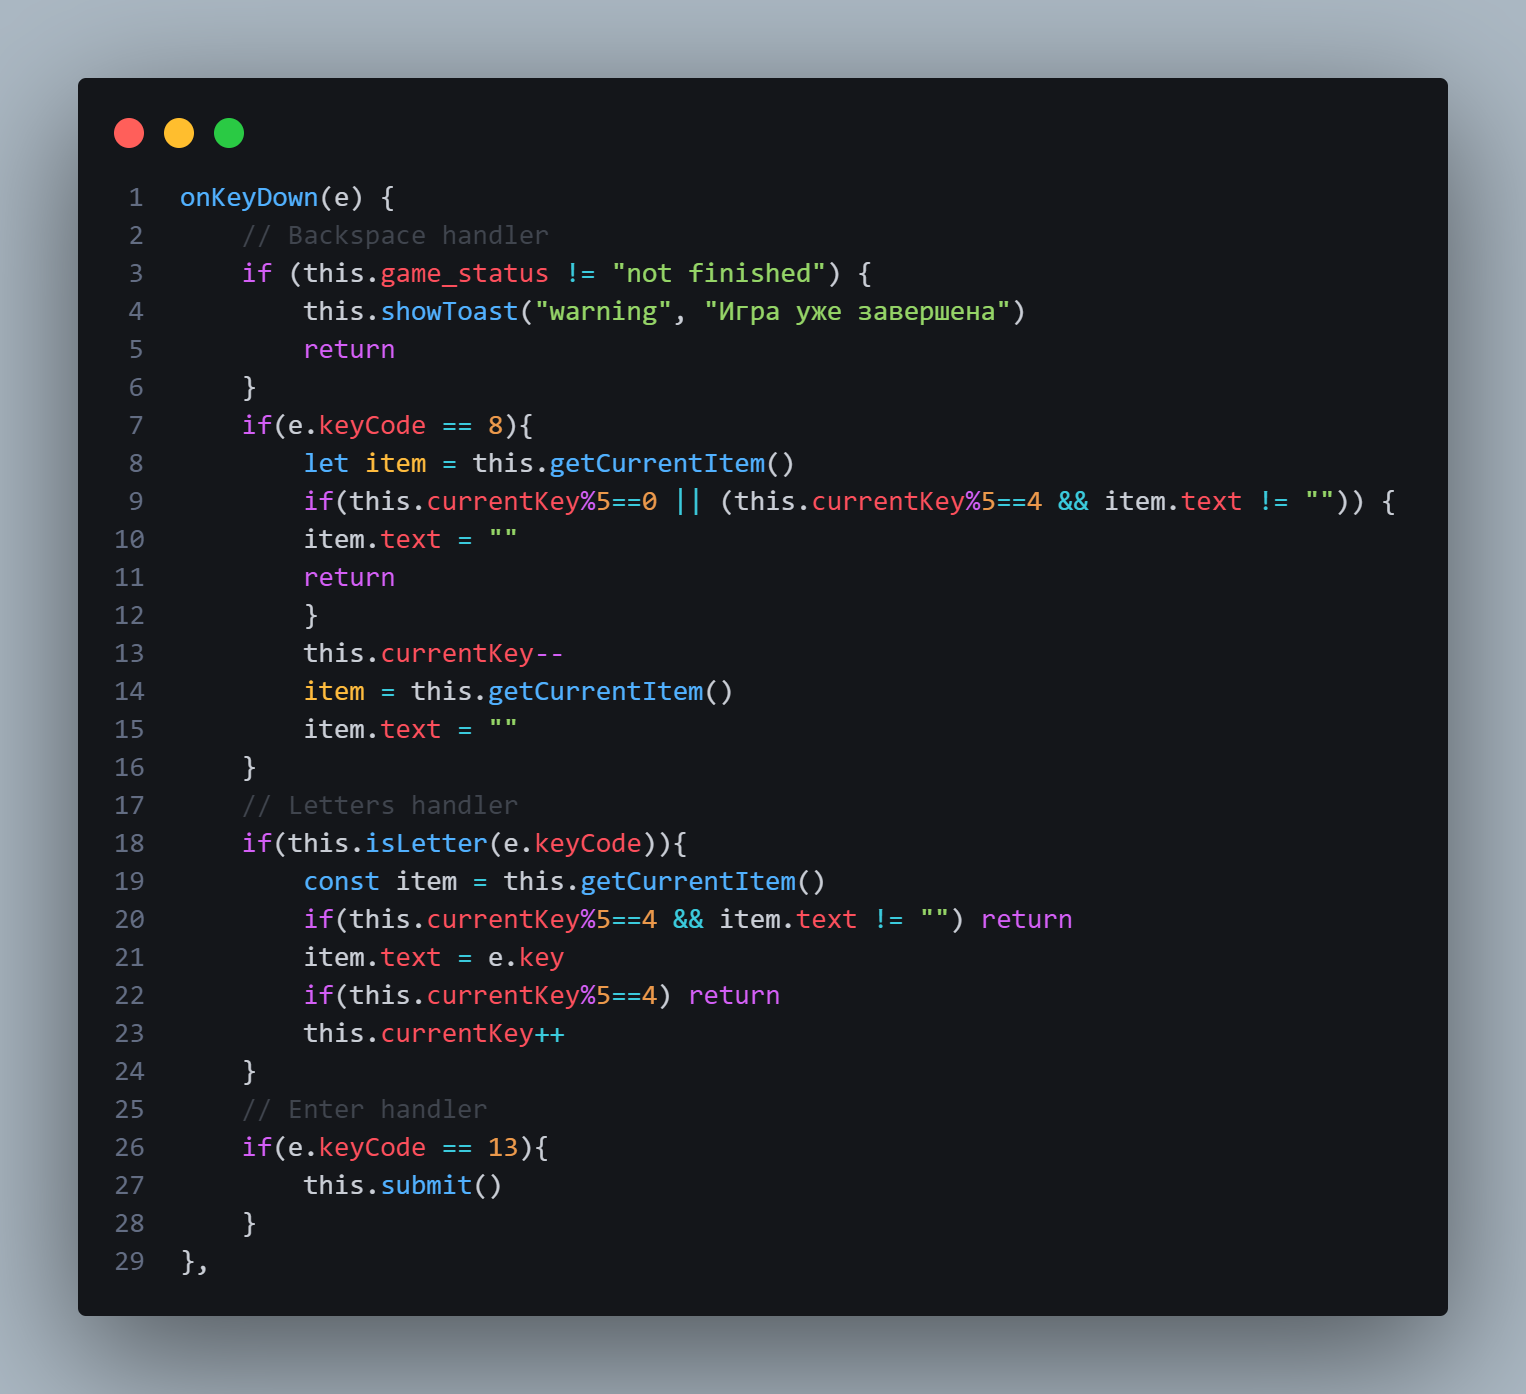 1 onKeyDown(e) {
2     // Backspace handler
3     if (this.game_status != "not finished") {
4         this.showToast("warning", "Игра уже завершена")
5         return
6     }
7     if(e.keyCode == 8){
8         let item = this.getCurrentItem()
9         if(this.currentKey%5==0 || (this.currentKey%5==4 && item.text != "")) {
10         item.text = ""
11         return
12         }
13         this.currentKey--
14         item = this.getCurrentItem()
15         item.text = ""
16     }
17     // Letters handler
18     if(this.isLetter(e.keyCode)){
19         const item = this.getCurrentItem()
20         if(this.currentKey%5==4 && item.text != "") return
21         item.text = e.key
22         if(this.currentKey%5==4) return
23         this.currentKey++
24     }
25     // Enter handler
26     if(e.keyCode == 13){
27         this.submit()
28     }
29 },